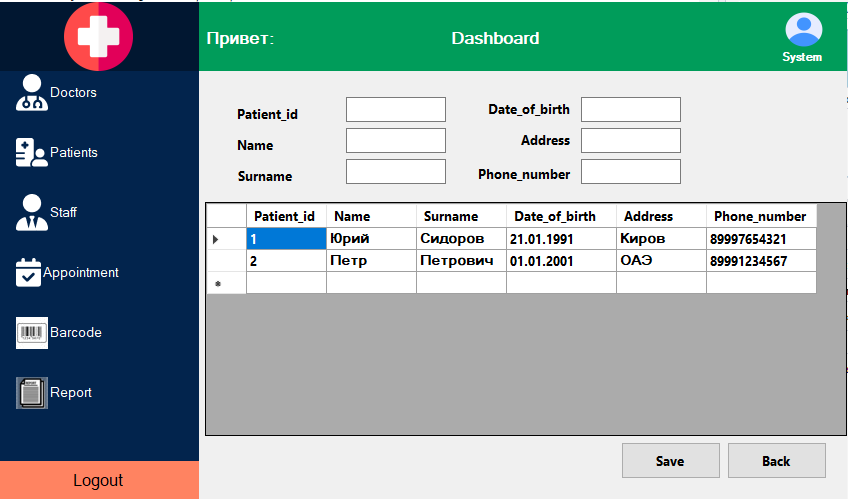 Привет:
Dashboard
System
Doctors
Patients
Staff
Appointment
Barcode
Report
Logout
Patient_id
Date_of_birth
Name
Address
Surname
Phone_number
Patient_id Name Surname Date_of_birth Address Phone_number
1 Юрий Сидоров 21.01.1991 Киров 89997654321
2 Петр Петрович 01.01.2001 ОАЭ 89991234567
Save
Back